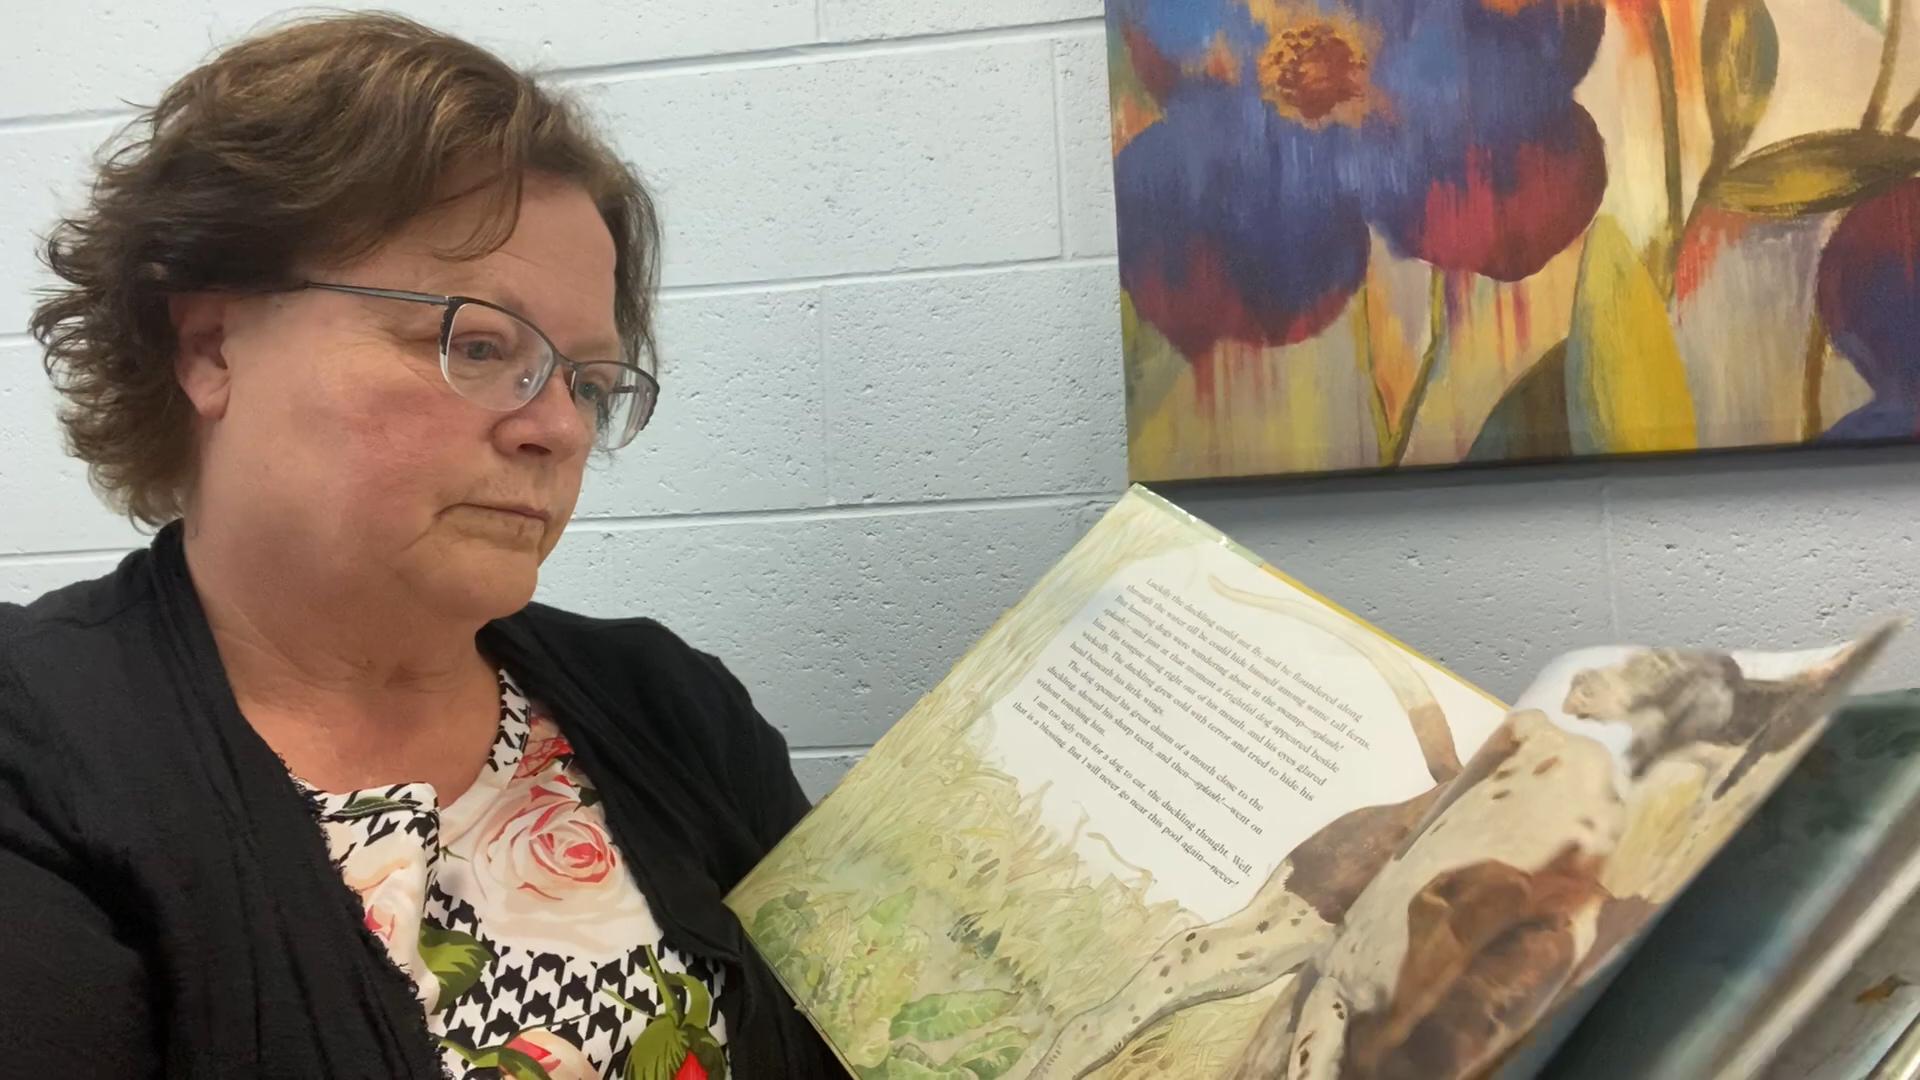 Luckily the duckling could not fly, and he floundered along
through the water till he could hide himself among some tall ferns.
But hunting dogs were wandering about in the swamp—splash!
splash!—and just at that moment a frightful dog appeared beside
him. His tongue hung right out of his mouth, and his eyes glared
wickedly. The duckling grew cold with terror and tried to hide his
head beneath his little wings.
The dog opened his great chasm of a mouth close to the
duckling, showed his sharp teeth, and then—splash!—went on
without touching him.
I am too ugly even for a dog to eat, the duckling thought. Well,
that is a blessing. But I will never go near this pool again—never!